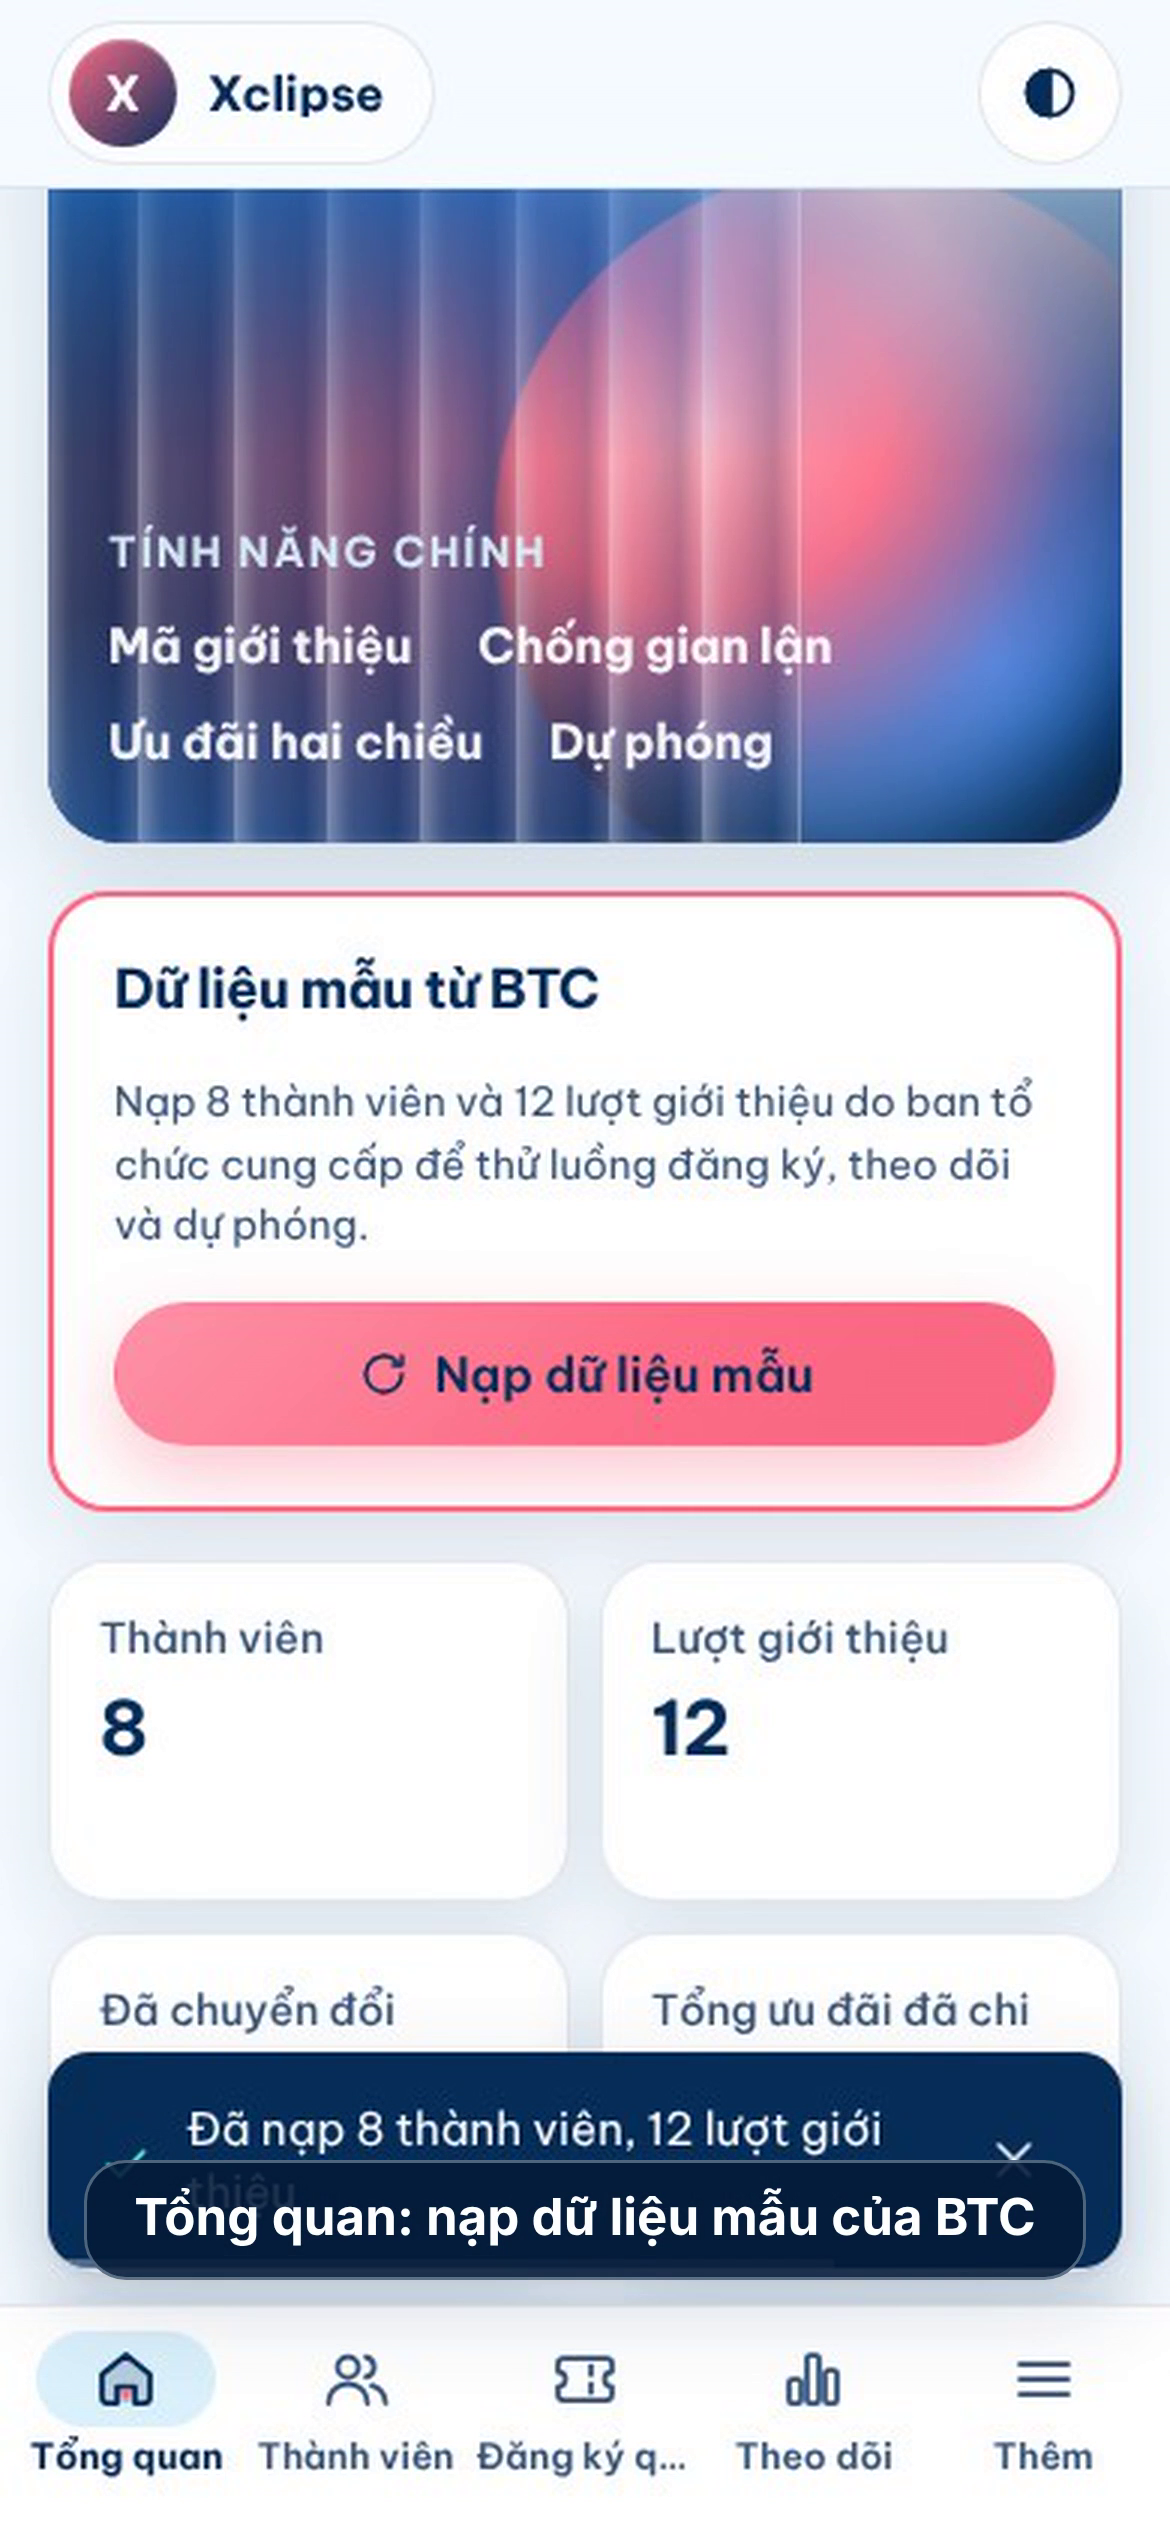 X Xclipse
TÍNH NĂNG CHÍNH
Mã giới thiệu Chống gian lận
Ưu đãi hai chiều Dự phóng
Dữ liệu mẫu từ BTC
Nạp 8 thành viên và 12 lượt giới thiệu do ban tổ
chức cung cấp để thử luồng đăng ký, theo dõi
và dự phóng.
Nạp dữ liệu mẫu
Thành viên Lượt giới thiệu
8 12
Đã chuyển đổi Tổng ưu đãi đã chi
Đã nạp 8 thành viên, 12 lượt giới
thiệu
Tổng quan: nạp dữ liệu mẫu của BTC
Tổng quan Thành viên Đăng ký q... Theo dõi Thêm